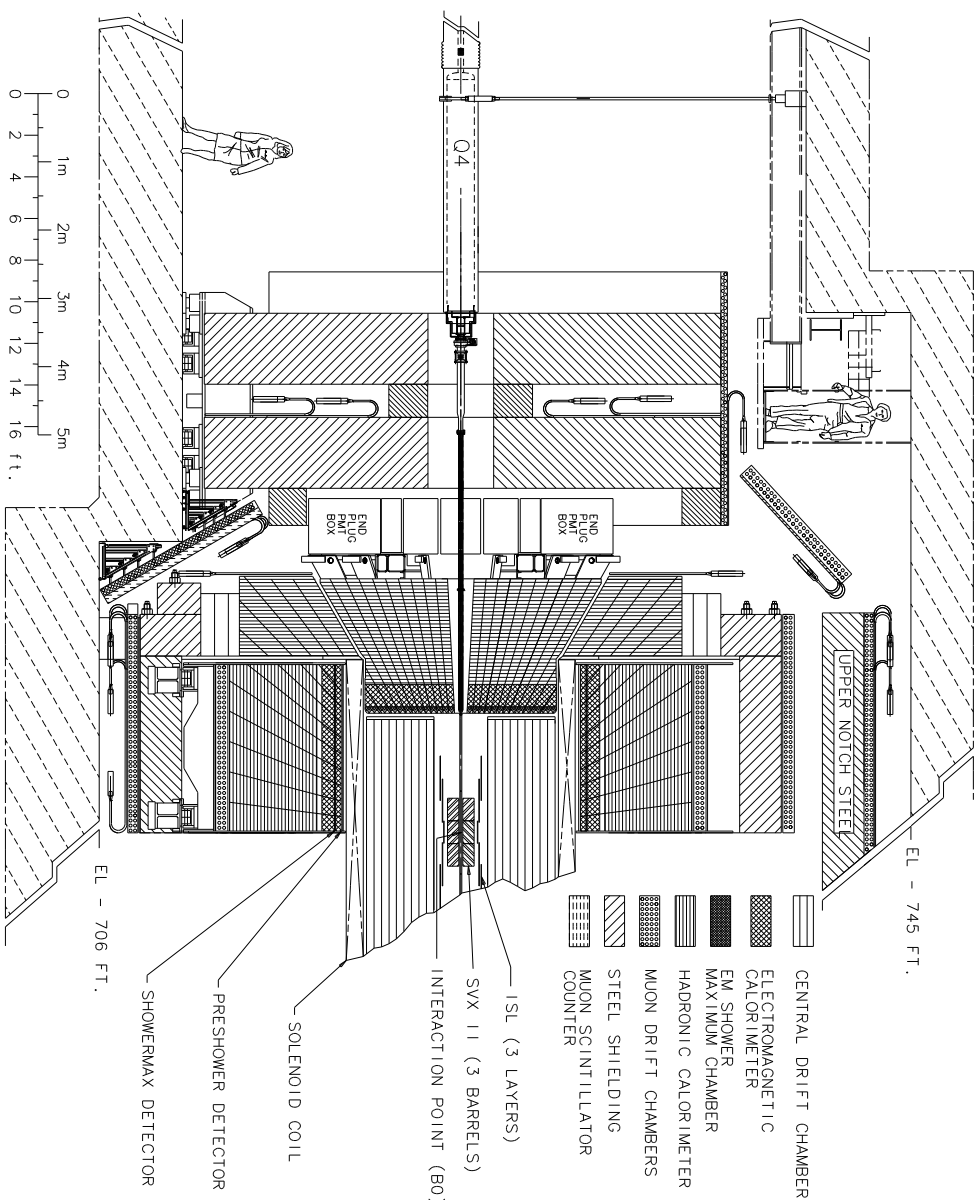 Q4
END
PLUG
PMT
BOX
END
PLUG
PMT
BOX
UPPER NOTCH STEE
EL - 745 FT.
EL - 706 FT.
CENTRAL DRIFT CHAMBER
ELECTROMAGNETIC
CALORIMETER
EM SHOWER
MAXIMUM CHAMBER
HADRONIC CALORIMETER
MUON DRIFT CHAMBERS
STEEL SHIELDING
MUON SCINTILLATOR
COUNTER
ISL (3 LAYERS)
SVX II (3 BARRELS)
INTERACTION POINT (BO
SOLENOID COIL
PRESHOWER DETECTOR
SHOWERMAX DETECTOR
0 1m 2m 3m 4m 5m
0 2 4 6 8 10 12 14 16 ft.